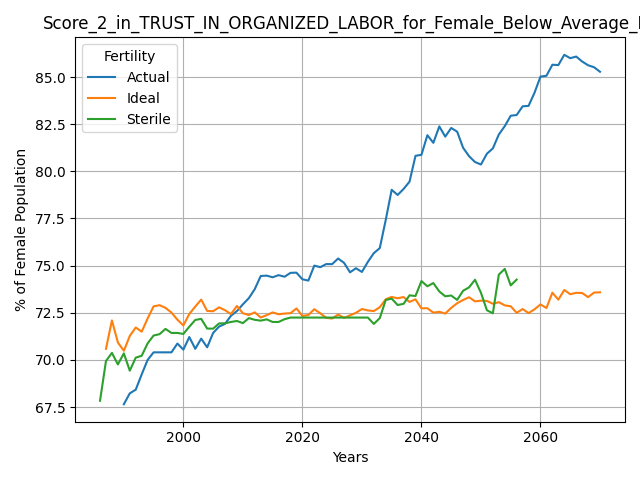 Score_2_in_TRUST_IN_ORGANIZED_LABOR_for_Female_Below_Average_
Fertility
Actual
Ideal
Sterile
85.0
82.5
80.0
77.5
75.0
72.5
70.0
67.5
% of Female Population
2000 2020 2040 2060
Years